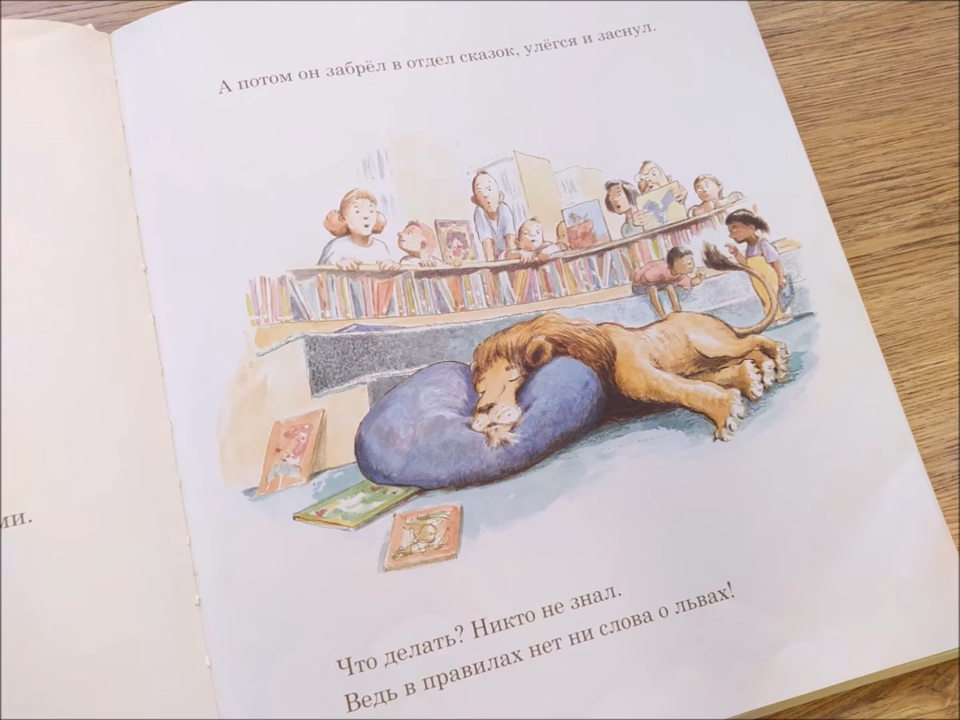 А потом он забрёл в отдел сказок, улёгся и заснул.
Что делать? Никто не знал.
Ведь в правилах нет ни слова о львах!